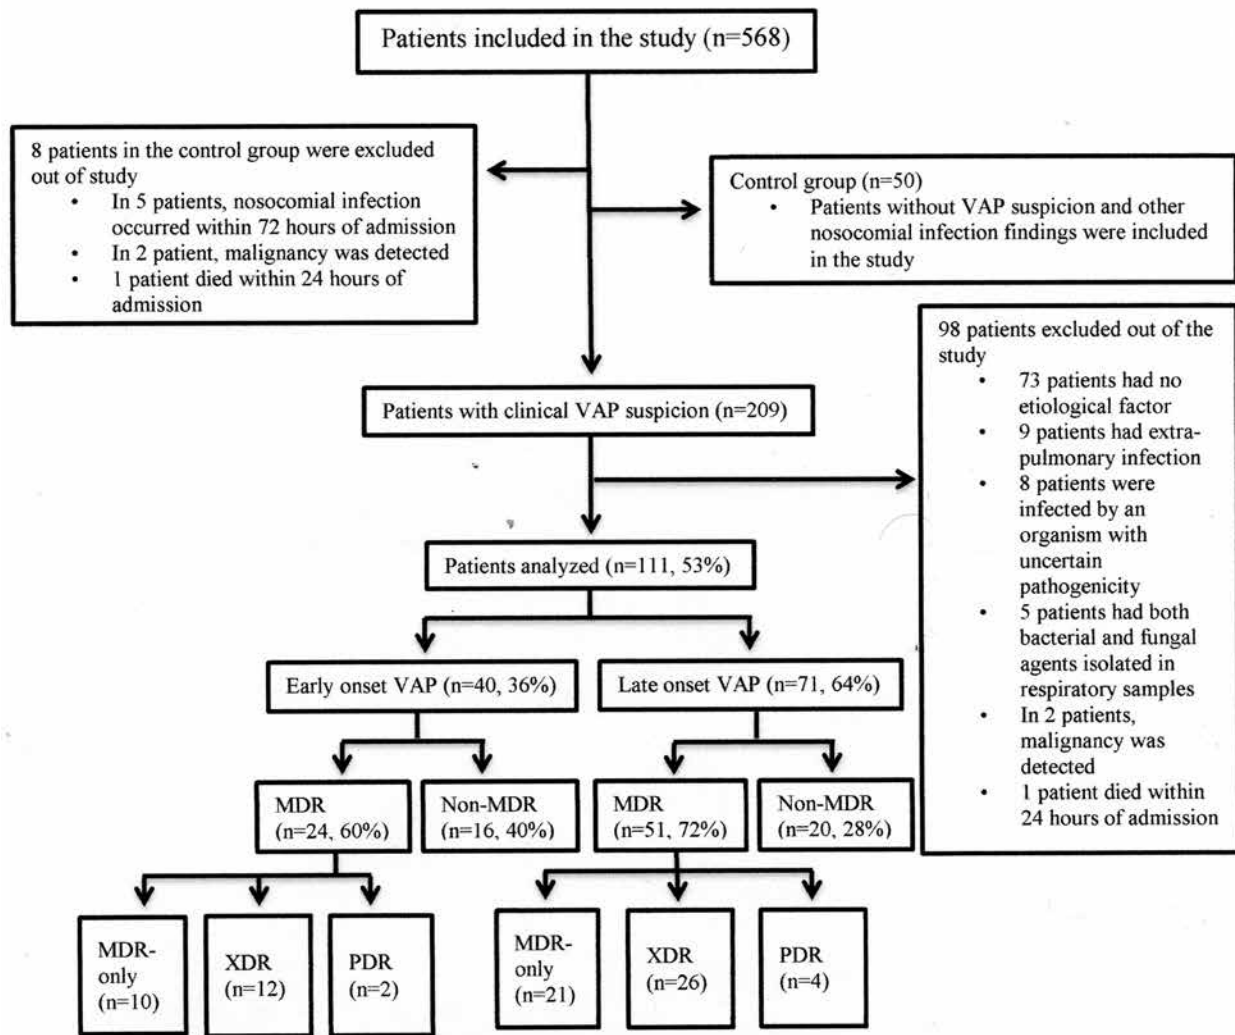 Patients included in the study (n=568)
8 patients in the control group were excluded
out of study
• In 5 patients, nosocomial infection
occurred within 72 hours of admission
• In 2 patient, malignancy was detected
• 1 patient died within 24 hours of
admission
Control group (n=50)
• Patients without VAP suspicion and other
nosocomial infection findings were included
in the study
98 patients excluded out of the
study
• 73 patients had no
etiological factor
• 9 patients had extra-
pulmonary infection
• 8 patients were
infected by an
organism with
uncertain
pathogenicity
• 5 patients had both
bacterial and fungal
agents isolated in
respiratory samples
• In 2 patients,
malignancy was
detected
• 1 patient died within
24 hours of admission
Patients with clinical VAP suspicion (n=209)
Patients analyzed (n=111, 53%)
Early onset VAP (n=40, 36%)
Late onset VAP (n=71, 64%)
MDR
(n=24, 60%)
Non-MDR
(n=16, 40%)
MDR
(n=51, 72%)
Non-MDR
(n=20, 28%)
MDR-
only
(n=10)
XDR
(n=12)
PDR
(n=2)
MDR-
only
(n=21)
XDR
(n=26)
PDR
(n=4)